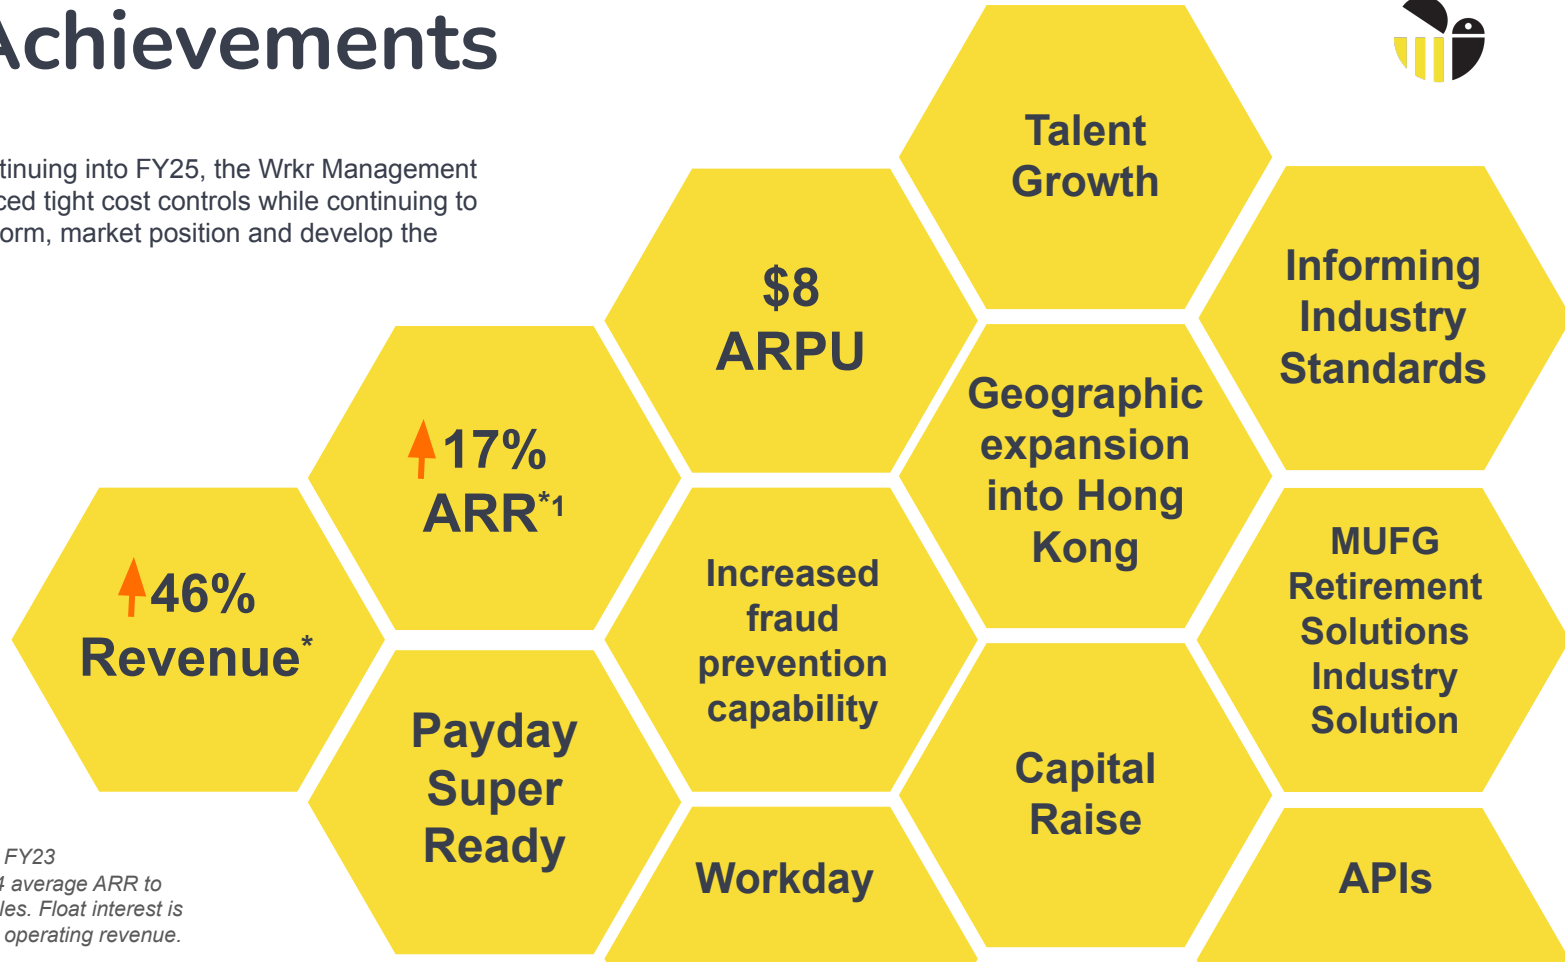 Achievements
tinuing into FY25, the Wrkr Management
ced tight cost controls while continuing to
orm, market position and develop the
Talent
Growth
$8
ARPU
Informing
Industry
Standards
Geographic
expansion
into Hong
Kong
17%
ARR*1
46%
Revenue*
Increased
fraud
prevention
capability
MUFG
Retirement
Solutions
Industry
Solution
Payday
Super
Ready
Capital
Raise
Workday
APIs
FY23
4 average ARR to
les. Float interest is
operating revenue.